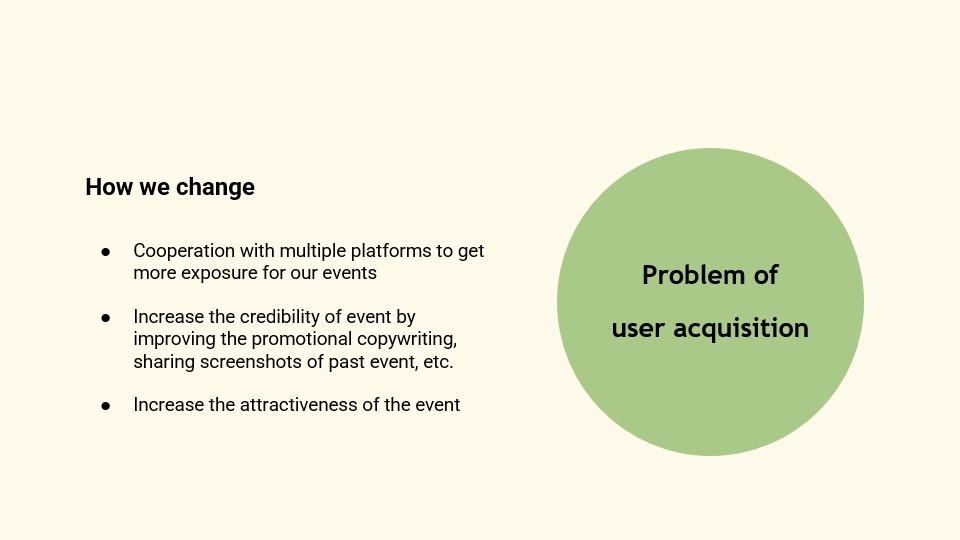 How we change
● Cooperation with multiple platforms to get
more exposure for our events
● Increase the credibility of event by
improving the promotional copywriting,
sharing screenshots of past event, etc.
● Increase the attractiveness of the event
Problem of
user acquisition